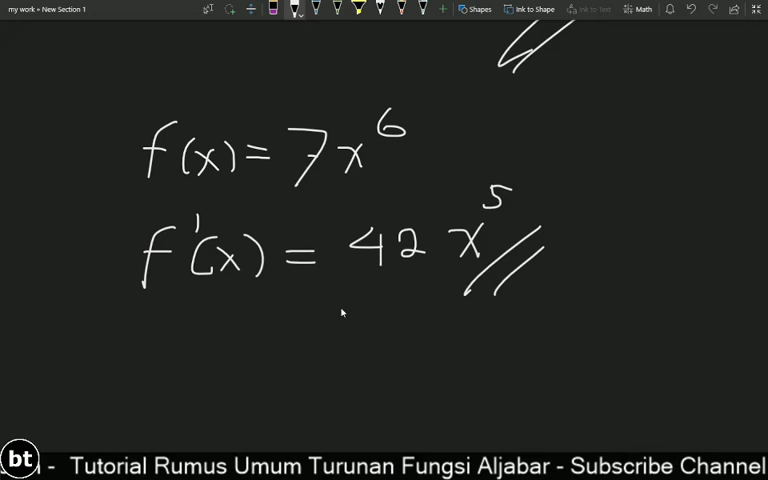 my work » New Section 1
Shapes
Ink to Shape
Ink to Text
Math
f(x) = 7x⁶
f'(x) = 42x⁵
bt
- Tutorial Rumus Umum Turunan Fungsi Aljabar - Subscribe Channel